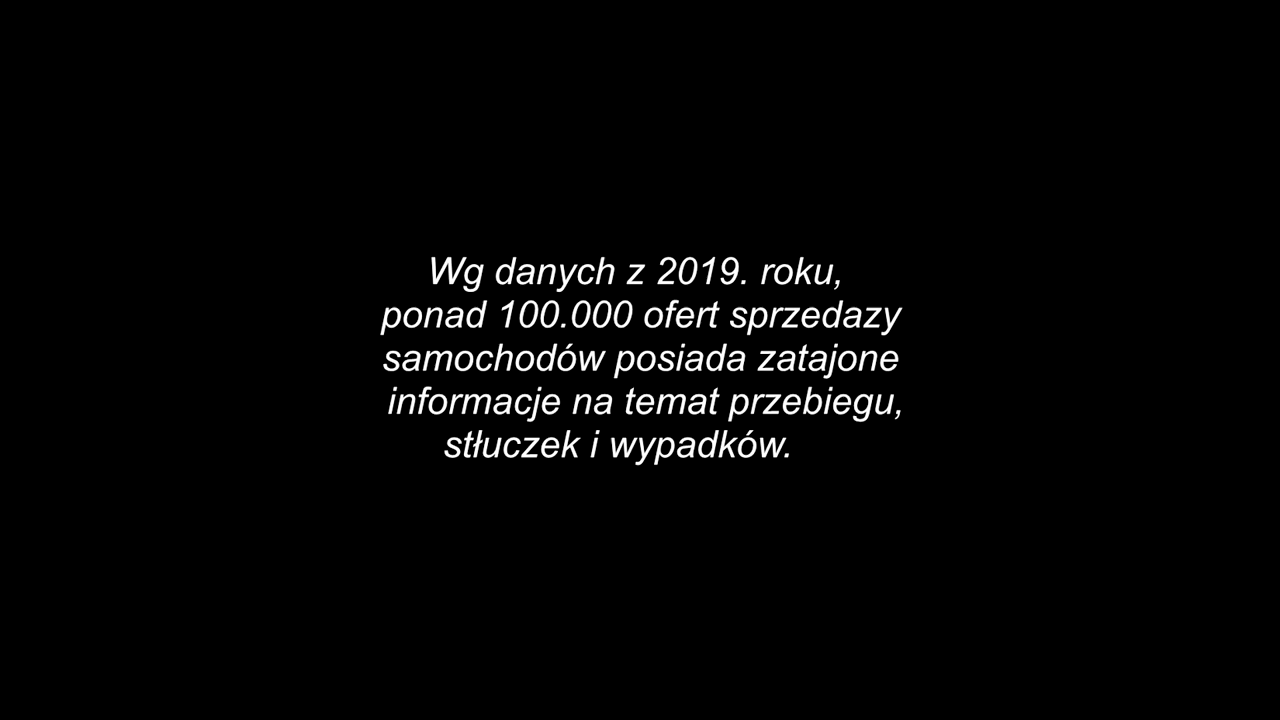 Wg danych z 2019. roku,
ponad 100.000 ofert sprzedazy
samochodów posiada zatajone
informacje na temat przebiegu,
stłuczek i wypadków.